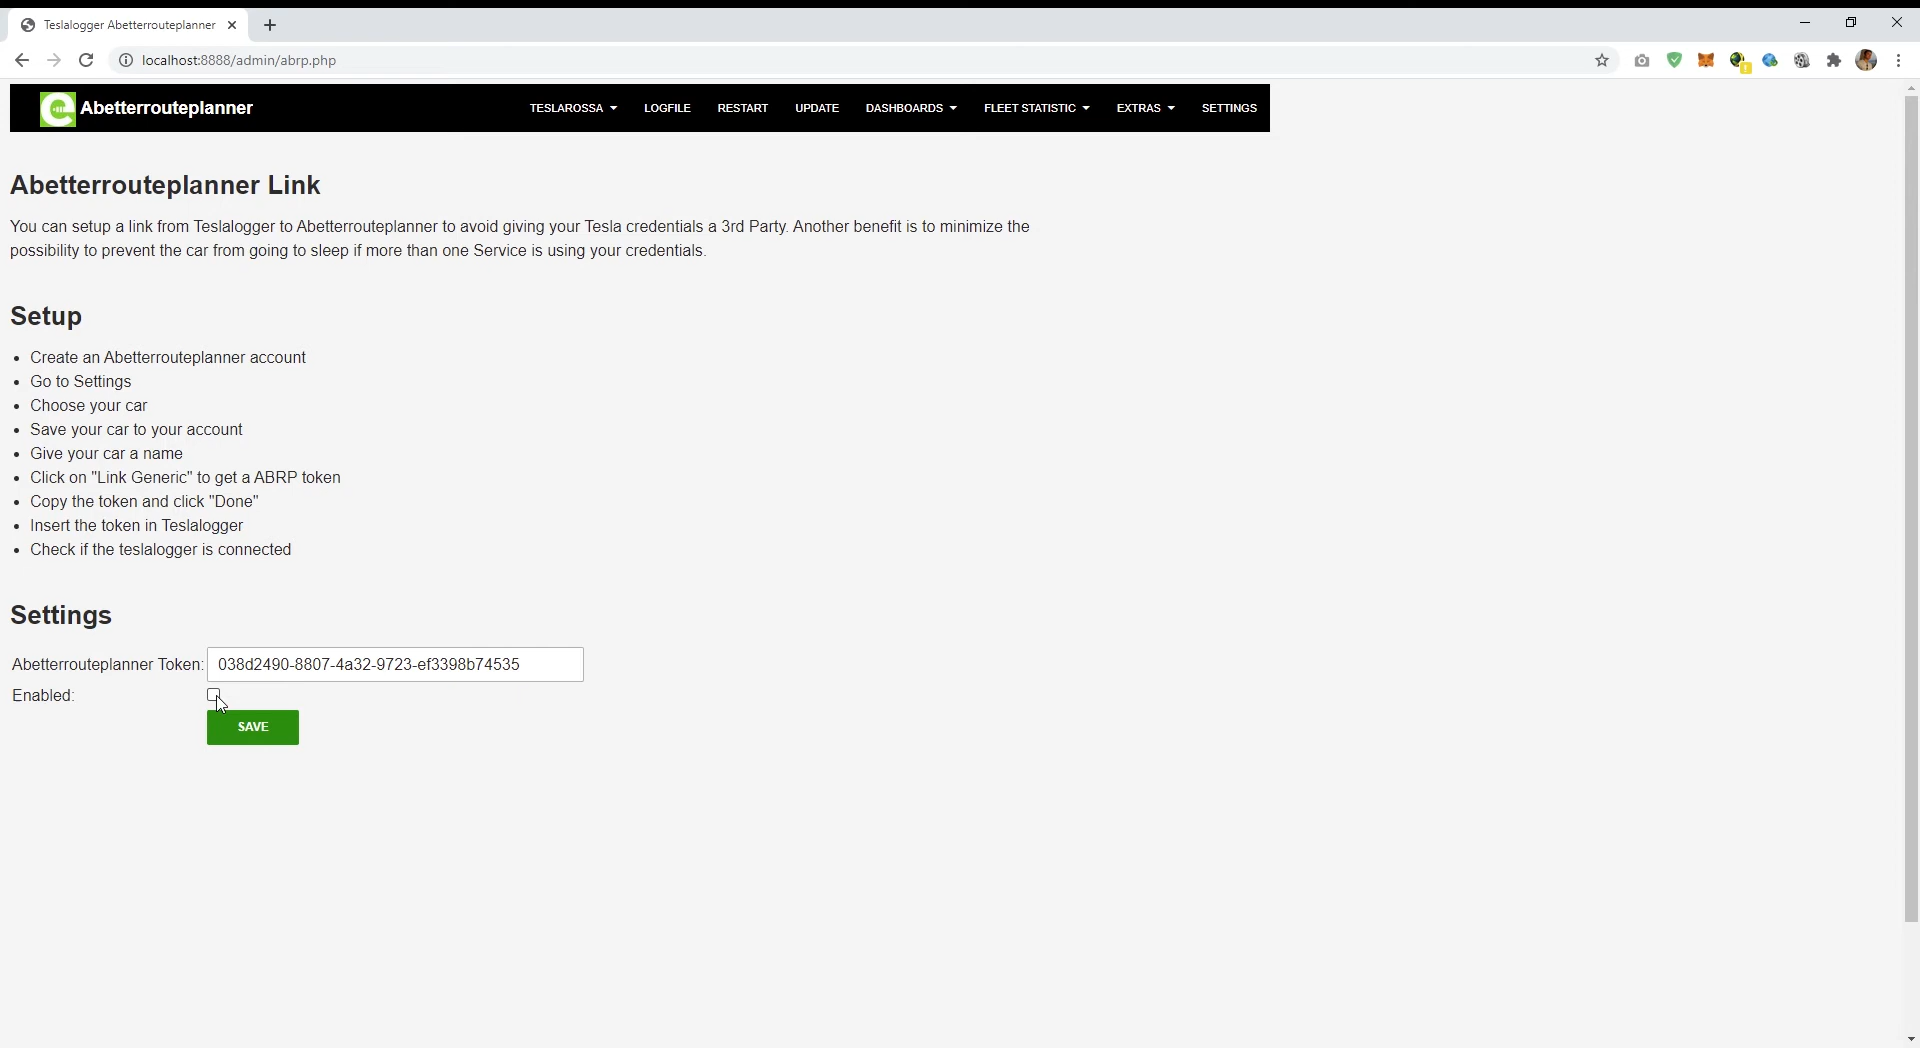 Teslalogger Abetterrouteplanner
localhost:8888/admin/abrp.php
Abetterrouteplanner
TESLAROSSA
LOGFILE
RESTART
UPDATE
DASHBOARDS
FLEET STATISTIC
EXTRAS
SETTINGS
Abetterrouteplanner Link
You can setup a link from Teslalogger to Abetterrouteplanner to avoid giving your Tesla credentials a 3rd Party. Another benefit is to minimize the
possibility to prevent the car from going to sleep if more than one Service is using your credentials.
Setup
Create an Abetterrouteplanner account
Go to Settings
Choose your car
Save your car to your account
Give your car a name
Click on "Link Generic" to get a ABRP token
Copy the token and click "Done"
Insert the token in Teslalogger
Check if the teslalogger is connected
Settings
Abetterrouteplanner Token: 038d2490-8807-4a32-9723-ef3398b74535
Enabled:
SAVE